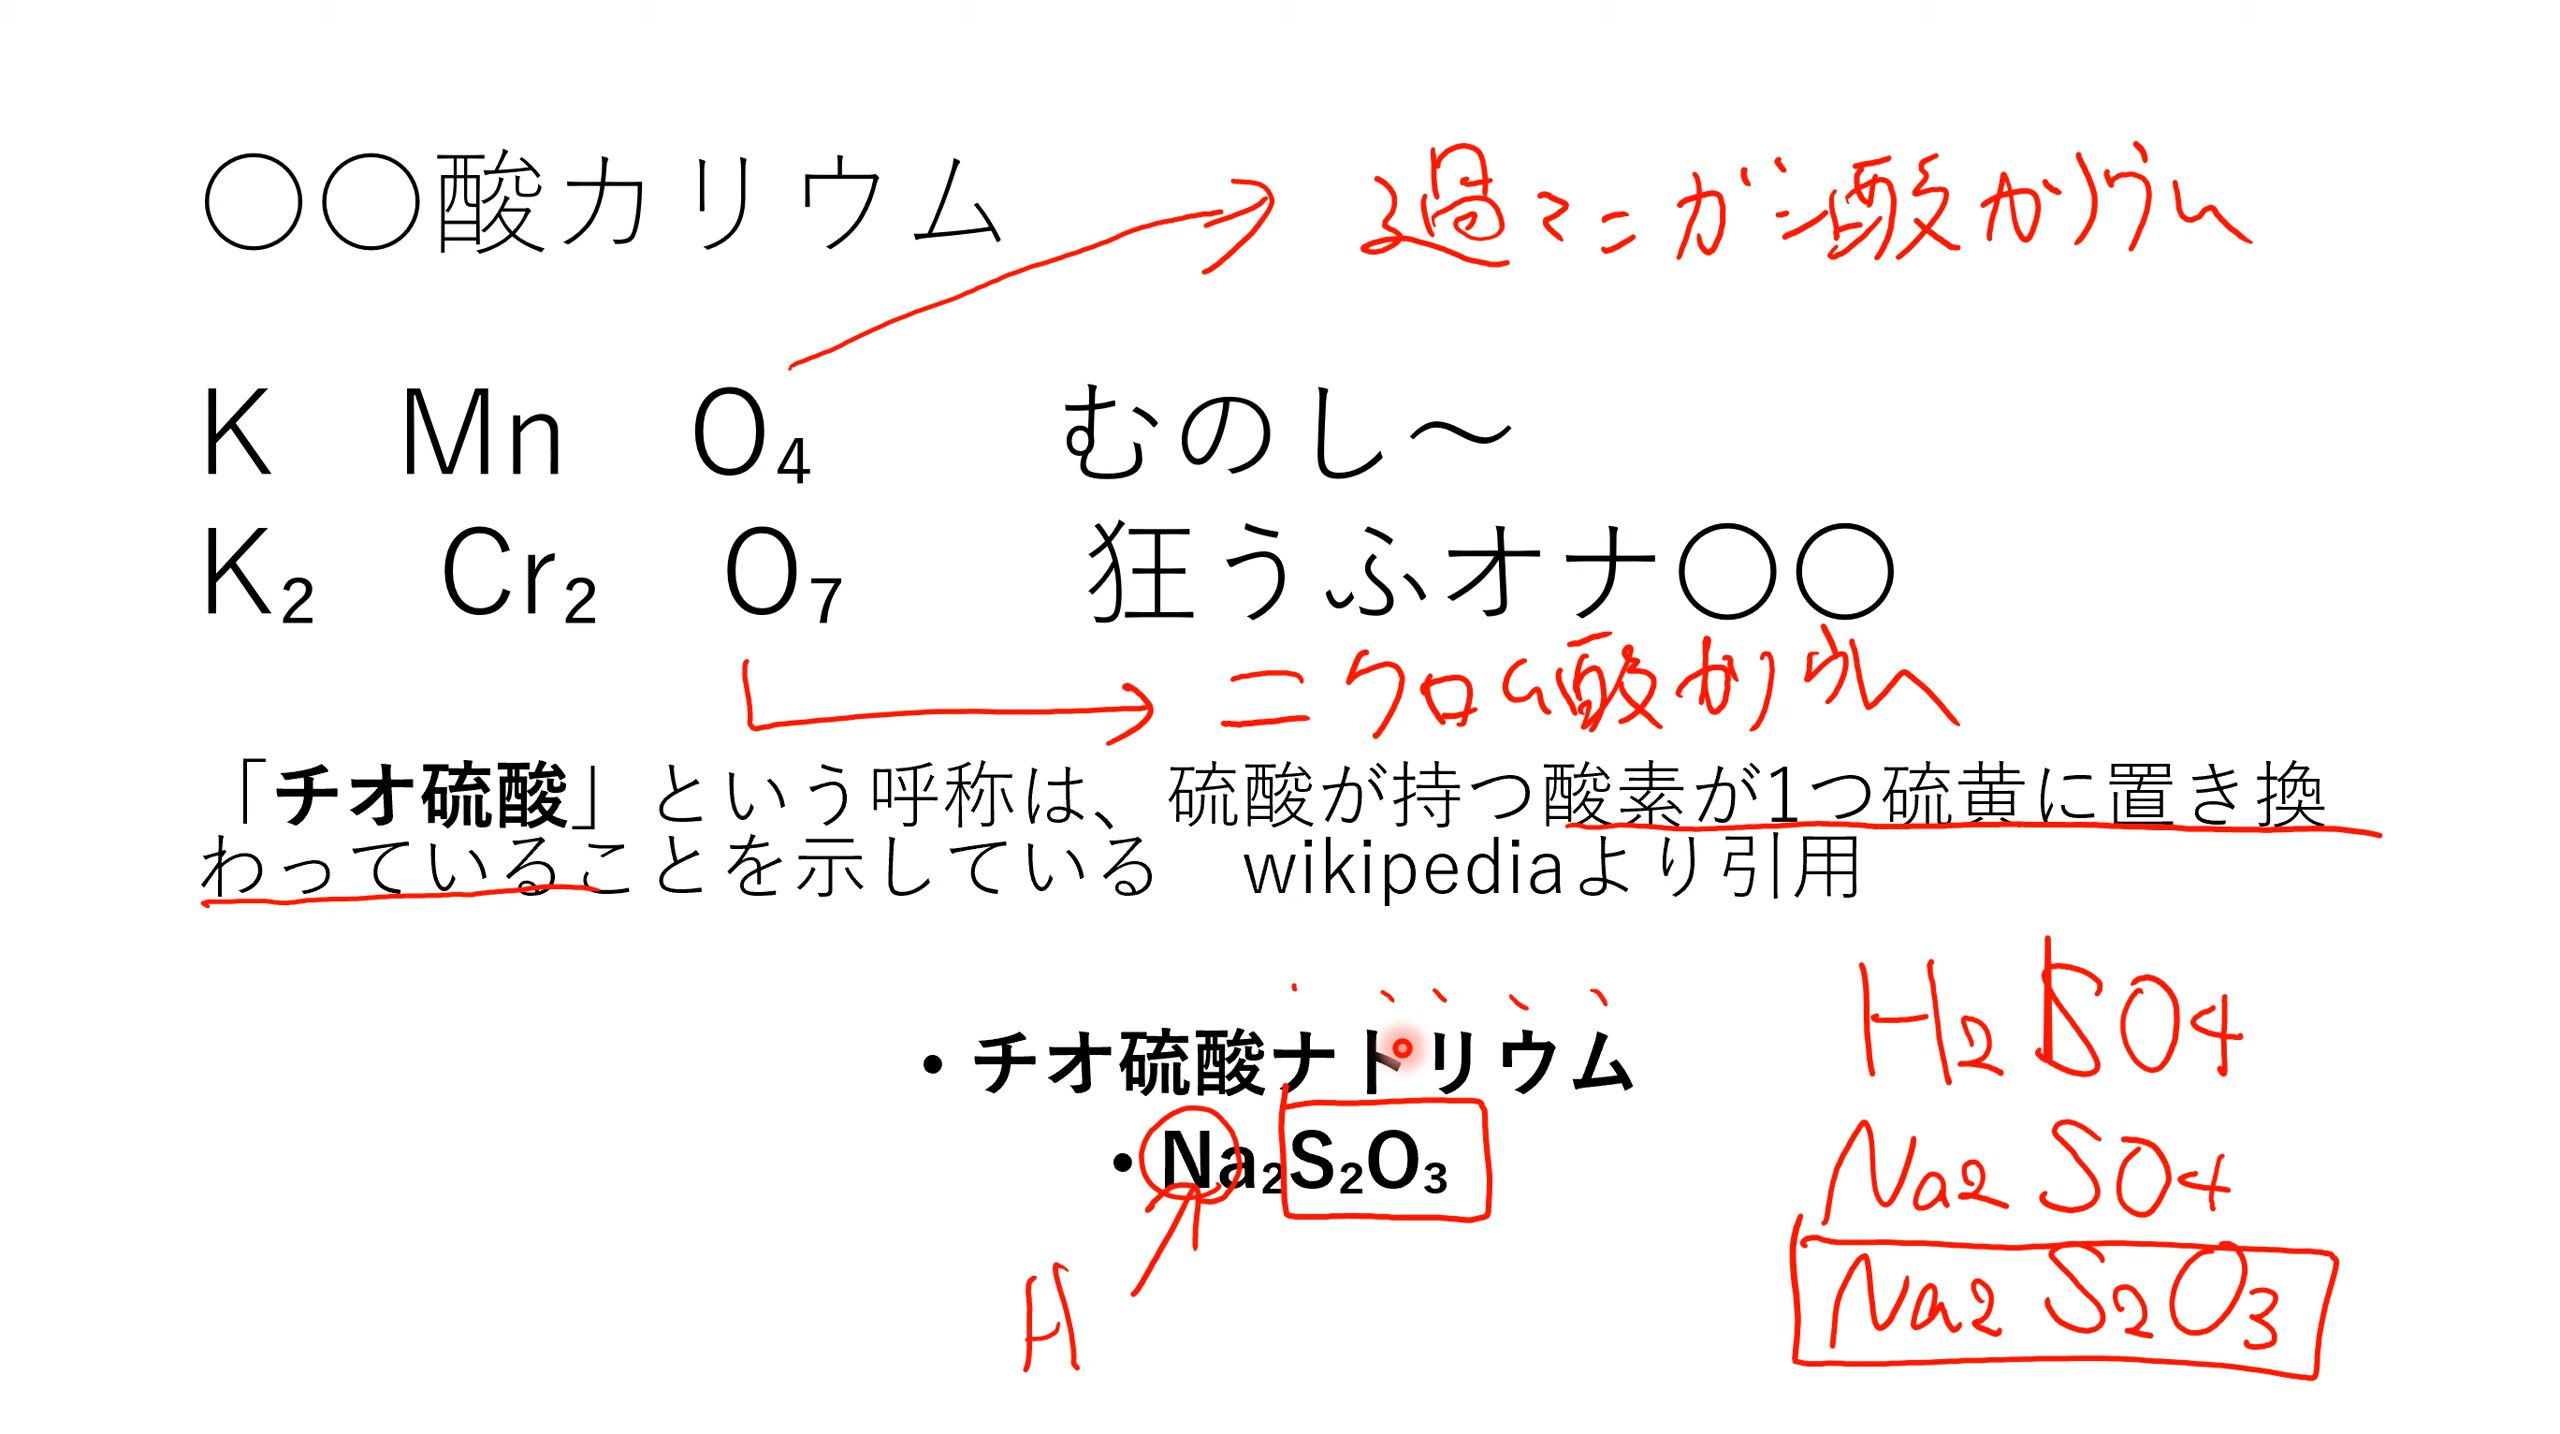 ○○酸カリウム
過マンガン酸カリウム
K Mn O₄ むのし〜
K₂ Cr₂ O₇ 狂うふオナ○○
二クロム酸カリウム
「チオ硫酸」という呼称は、硫酸が持つ酸素が1つ硫黄に置き換
わっていることを示している wikipediaより引用
H₂SO₄
・チオ硫酸ナトリウム
・Na₂S₂O₃
Na₂SO₄
Na₂S₂O₃
H